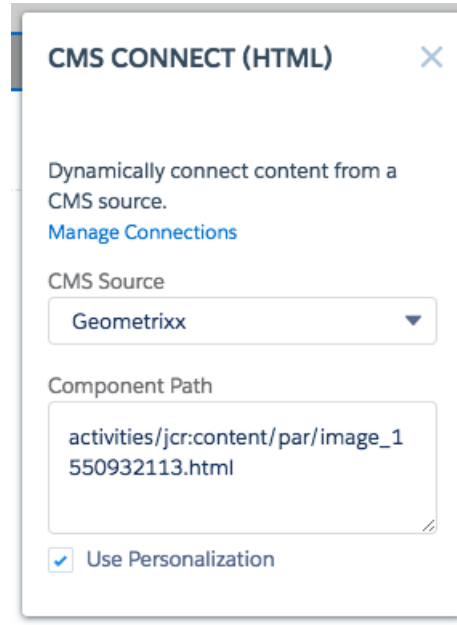 CMS CONNECT (HTML)
Dynamically connect content from a
CMS source.
Manage Connections
CMS Source
Geometrixx
Component Path
activities/jcr:content/par/image_1
550932113.html
Use Personalization